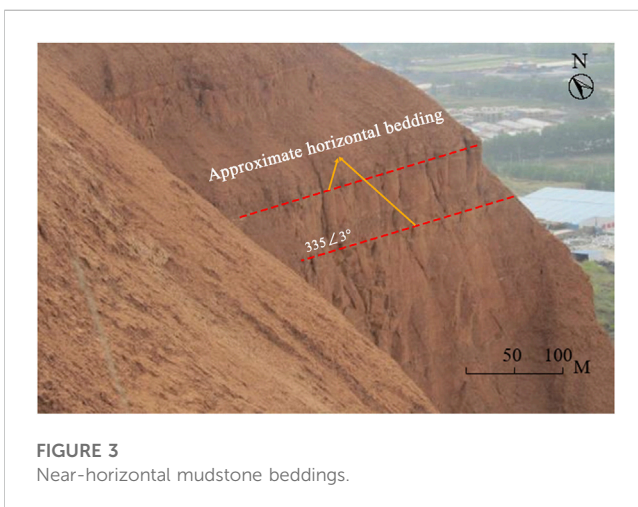 N
Approximate horizontal bedding
335∠3°
50 100 M
FIGURE 3
Near-horizontal mudstone beddings.